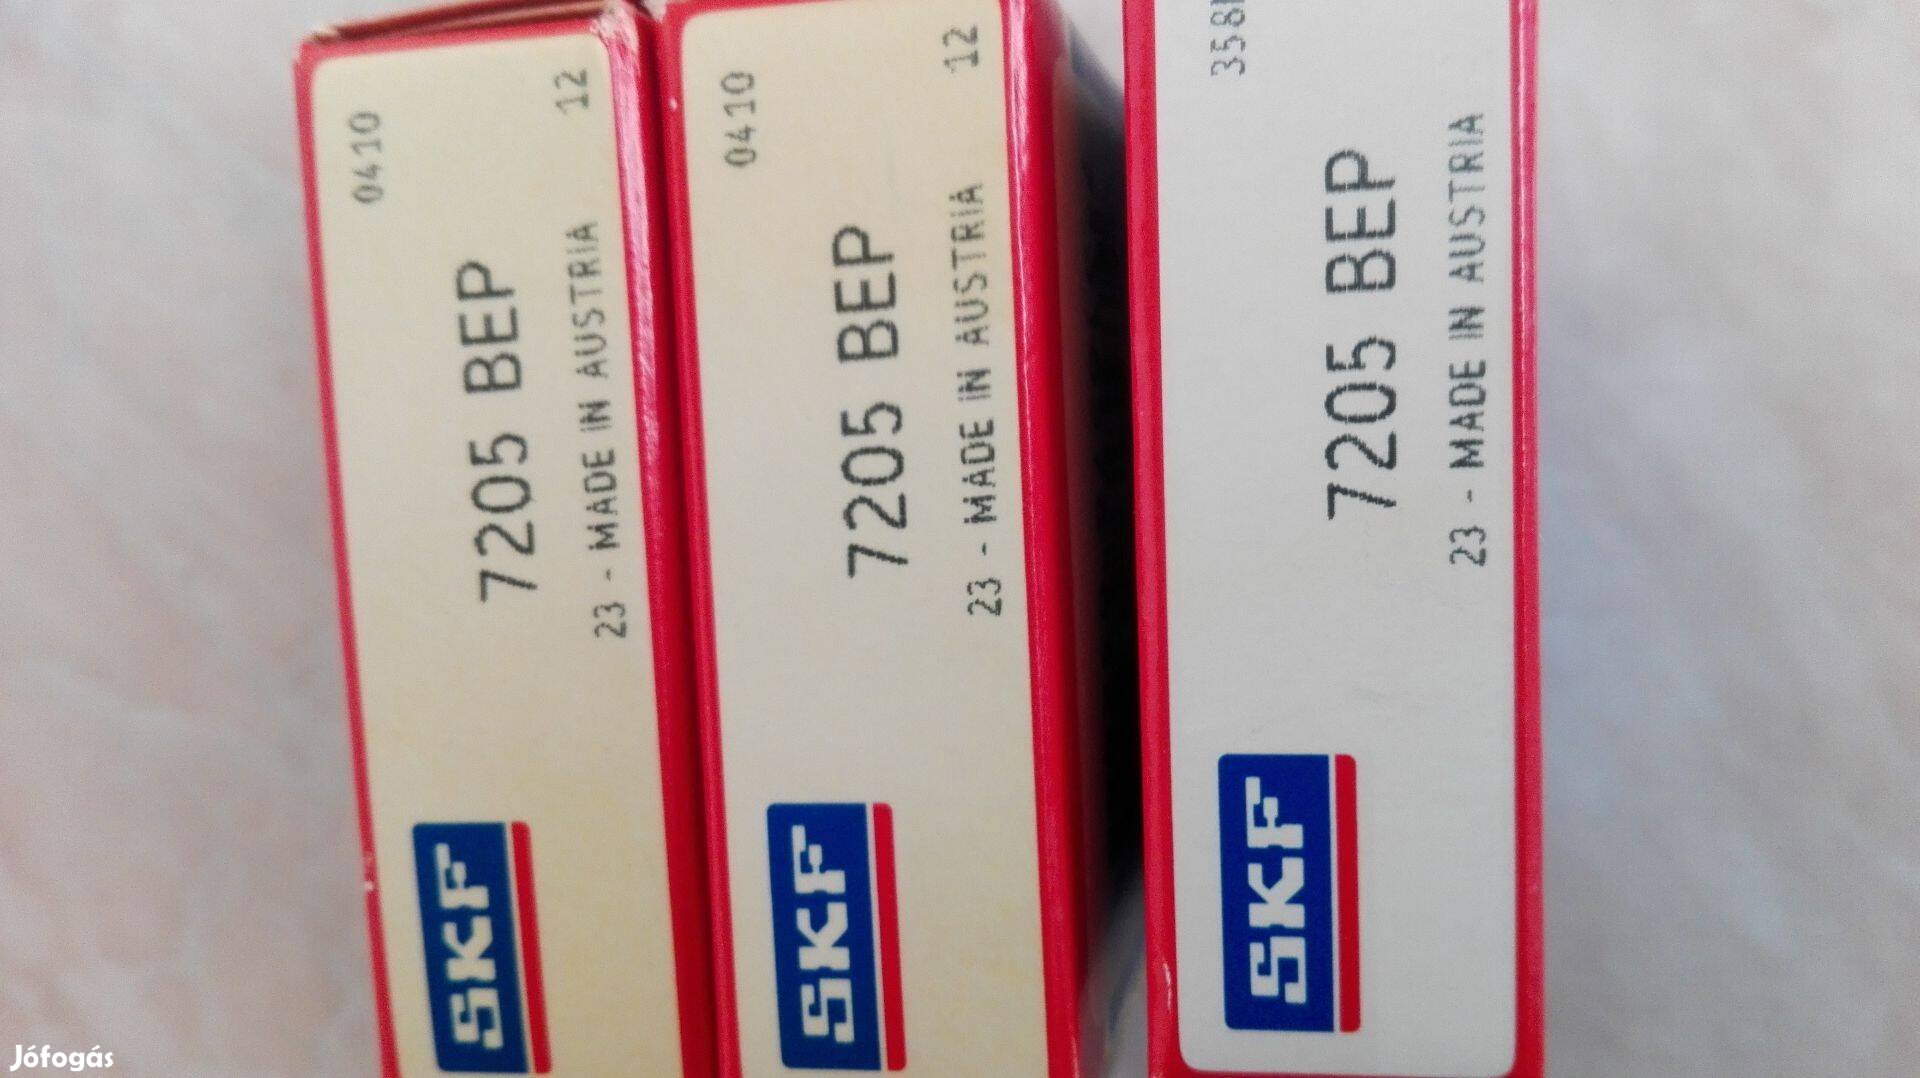 SKF
0410
7205 BEP
23 - MADE IN AUSTRIA
12
SKF
0410
7205 BEP
23 - MADE IN AUSTRIA
12
SKF
358
7205 BEP
23 - MADE IN AUSTRIA
Jófogás